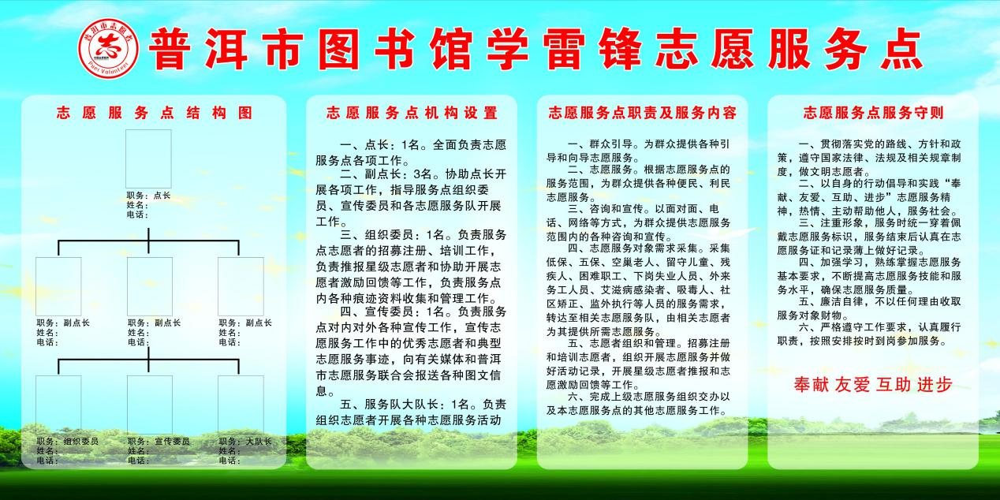 普洱市志愿者
志
Puer Volunteer
普洱市图书馆学雷锋志愿服务点
志愿服务点结构图
职务：点长
姓名：
电话：
职务：副点长
姓名：
电话：
职务：副点长
姓名：
电话：
职务：副点长
姓名：
电话：
职务：组织委员
姓名：
电话：
职务：宣传委员
姓名：
电话：
职务：大队长
姓名：
电话：
志愿服务点机构设置
一、点长：1名。全面负责志愿
服务点各项工作。
二、副点长：3名。协助点长开
展各项工作，指导服务点组织委
员、宣传委员和各志愿服务队开展
工作。
三、组织委员：1名。负责服务
点志愿者的招募注册、培训工作，
负责推报星级志愿者和协助开展志
愿者激励回馈等工作，负责服务点
内各种痕迹资料收集和管理工作。
四、宣传委员：1名。负责服务
点对内对外各种宣传工作，宣传志
愿服务工作中的优秀志愿者和典型
志愿服务事迹，向有关媒体和普洱
市志愿服务联合会报送各种图文信
息。
五、服务队大队长：1名。负责
组织志愿者开展各种志愿服务活动
志愿服务点职责及服务内容
一、群众引导。为群众提供各种引
导和向导志愿服务。
二、志愿服务。根据志愿服务点的
服务范围，为群众提供各种便民、利民
志愿服务。
三、咨询和宣传。以面对面、电
话、网络等方式，为群众提供志愿服务
范围内的各种咨询和宣传。
四、志愿服务对象需求采集。采集
低保、五保、空巢老人、留守儿童、残
疾人、困难职工、下岗失业人员、外来
务工人员、艾滋病感染者、吸毒人、社
区矫正、监外执行等人员的服务需求，
转达至相关志愿服务队，由相关志愿者
为其提供所需志愿服务。
五、志愿者组织和管理。招募注册
和培训志愿者，组织开展志愿服务并做
好活动记录，开展星级志愿者推报和志
愿激励回馈等工作。
六、完成上级志愿服务组织交办以
及本志愿服务点的其他志愿服务工作。
志愿服务点服务守则
一、贯彻落实党的路线、方针和政
策，遵守国家法律、法规及相关规章制
度，做文明志愿者。
二、以自身的行动倡导和实践“奉
献、友爱、互助、进步”志愿服务精
神，热情、主动帮助他人，服务社会。
三、注重形象，服务时统一穿着佩
戴志愿服务标识，服务结束后认真在志
愿服务证和记录薄上做好记录。
四、加强学习，熟练掌握志愿服务
基本要求，不断提高志愿服务技能和服
务水平，确保志愿服务质量。
五、廉洁自律，不以任何理由收取
服务对象财物。
六、严格遵守工作要求，认真履行
职责，按照安排按时到岗参加服务。
奉献 友爱 互助 进步